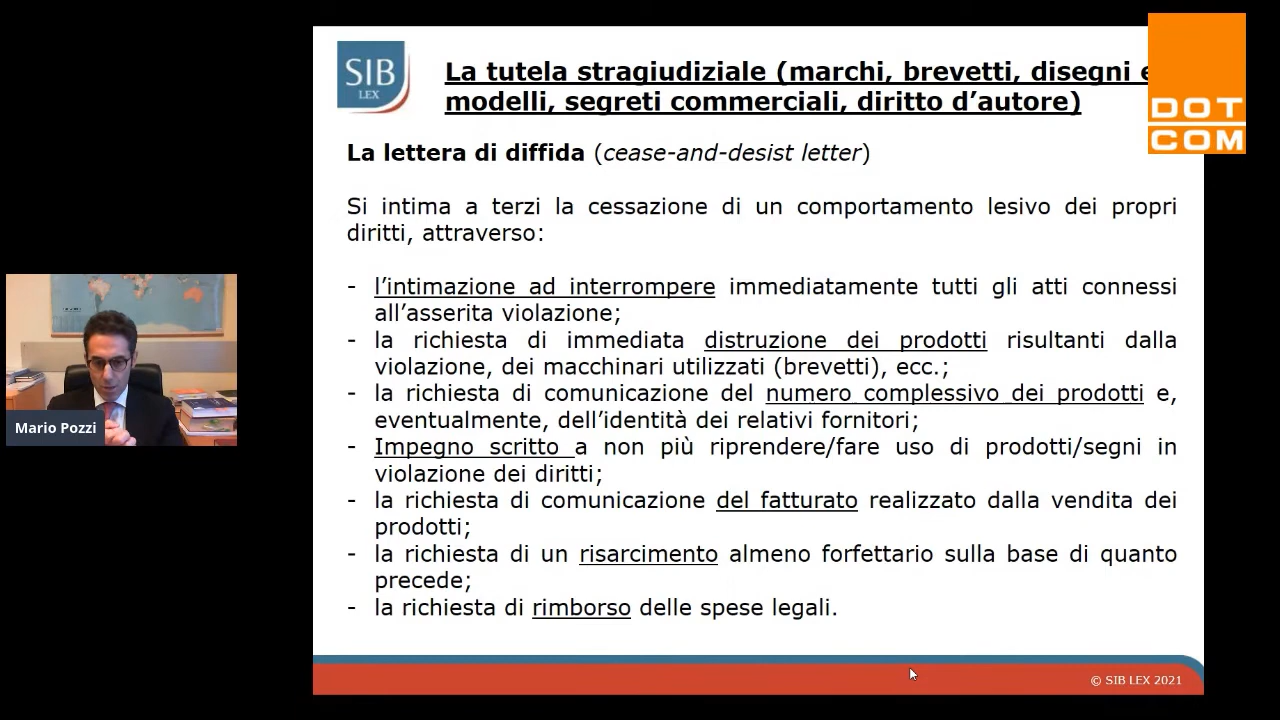 SIB
LEX
La tutela stragiudiziale (marchi, brevetti, disegni e
modelli, segreti commerciali, diritto d’autore)
DOT
COM
La lettera di diffida (cease-and-desist letter)
Si intima a terzi la cessazione di un comportamento lesivo dei propri
diritti, attraverso:
- l’intimazione ad interrompere immediatamente tutti gli atti connessi
all’asserita violazione;
- la richiesta di immediata distruzione dei prodotti risultanti dalla
violazione, dei macchinari utilizzati (brevetti), ecc.;
- la richiesta di comunicazione del numero complessivo dei prodotti e,
eventualmente, dell’identità dei relativi fornitori;
- Impegno scritto a non più riprendere/fare uso di prodotti/segni in
violazione dei diritti;
- la richiesta di comunicazione del fatturato realizzato dalla vendita dei
prodotti;
- la richiesta di un risarcimento almeno forfettario sulla base di quanto
precede;
- la richiesta di rimborso delle spese legali.
Mario Pozzi
© SIB LEX 2021